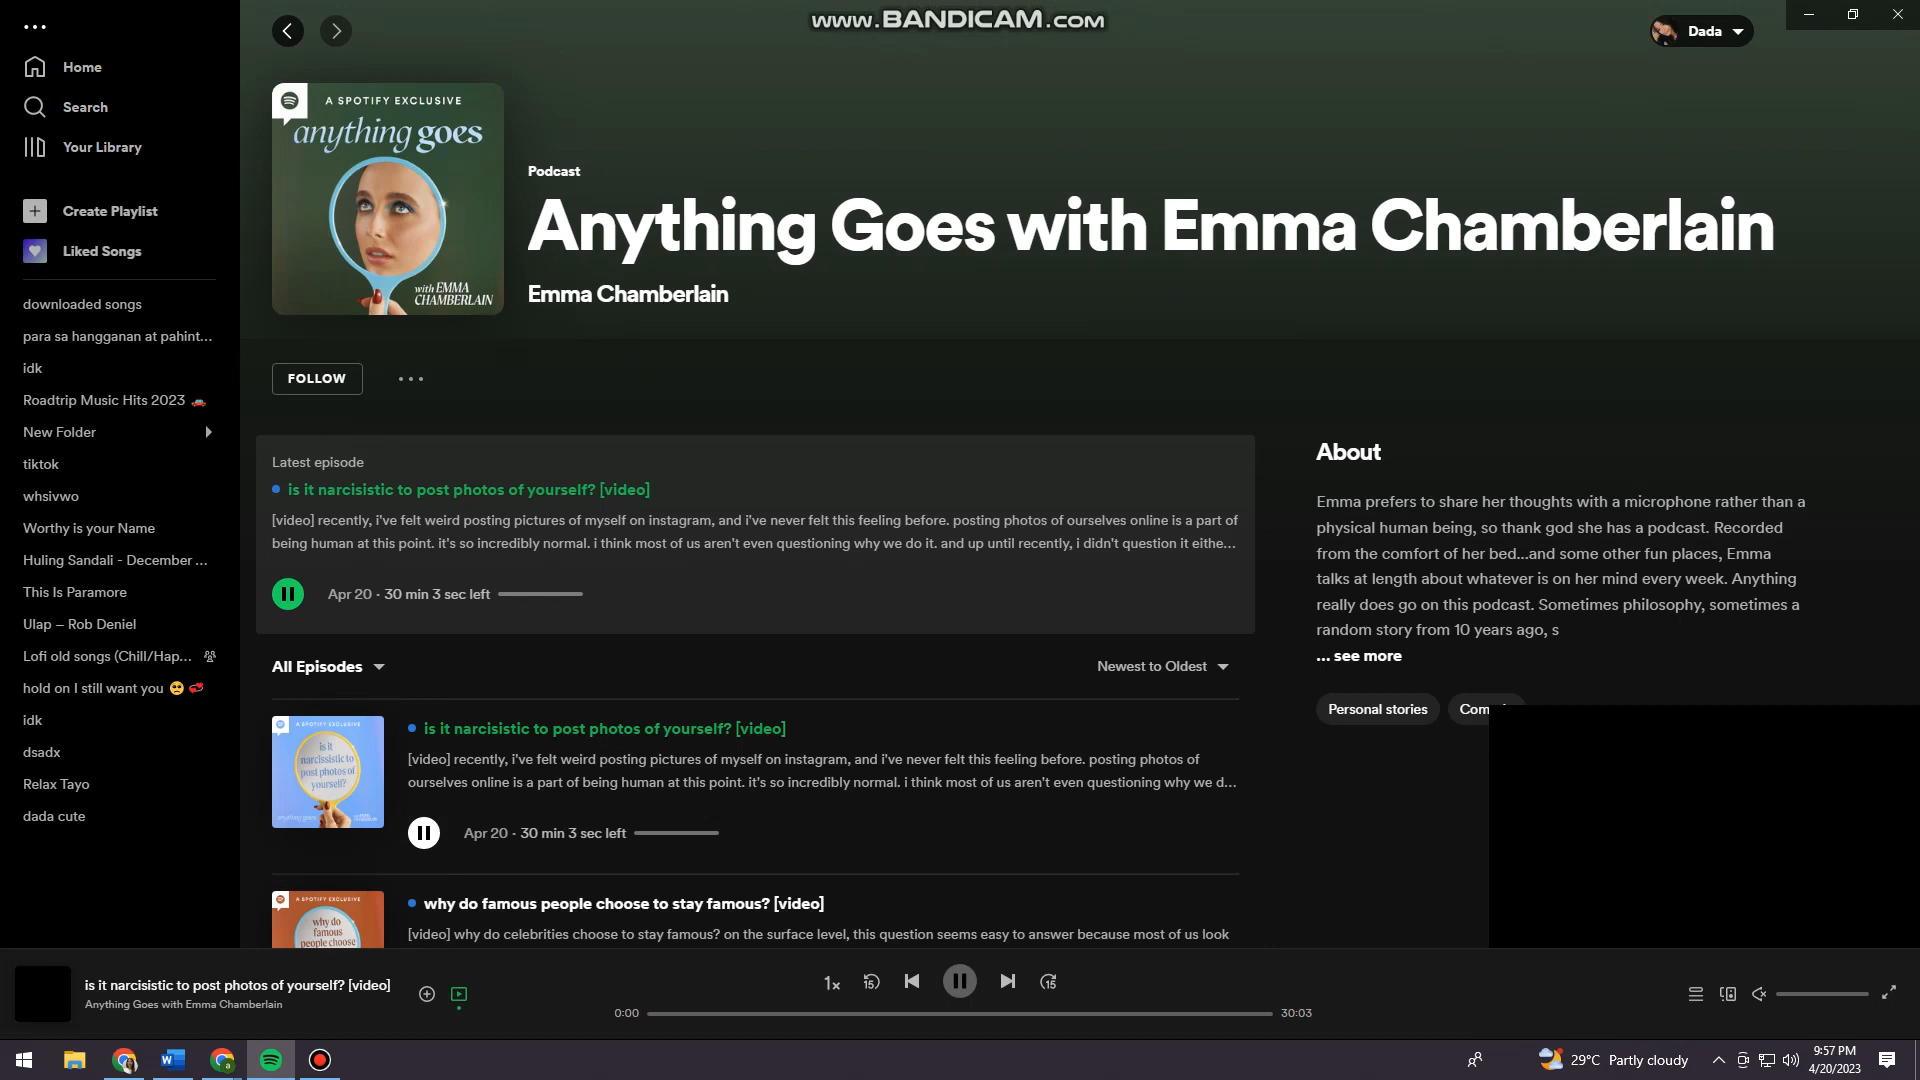 www.BANDICAM.com
Dada
Home
Search
Your Library
Create Playlist
Liked Songs
downloaded songs
para sa hangganan at pahint...
idk
Roadtrip Music Hits 2023 🚗
New Folder
tiktok
whsivwo
Worthy is your Name
Huling Sandali - December ...
This Is Paramore
Ulap – Rob Deniel
Lofi old songs (Chill/Hap...
hold on I still want you 🥺 💞
idk
dsadx
Relax Tayo
dada cute
A SPOTIFY EXCLUSIVE
anything goes
with EMMA
CHAMBERLAIN
Podcast
Anything Goes with Emma Chamberlain
Emma Chamberlain
FOLLOW
Latest episode
is it narcisistic to post photos of yourself? [video]
[video] recently, i've felt weird posting pictures of myself on instagram, and i've never felt this feeling before. posting photos of ourselves online is a part of
being human at this point. it's so incredibly normal. i think most of us aren't even questioning why we do it. and up until recently, i didn't question it eithe...
Apr 20 · 30 min 3 sec left
All Episodes
Newest to Oldest
A SPOTIFY EXCLUSIVE
is it
narcissistic to
post photos of
yourself?
anything goes
is it narcisistic to post photos of yourself? [video]
[video] recently, i've felt weird posting pictures of myself on instagram, and i've never felt this feeling before. posting photos of
ourselves online is a part of being human at this point. it's so incredibly normal. i think most of us aren't even questioning why we d...
Apr 20 · 30 min 3 sec left
A SPOTIFY EXCLUSIVE
why do
famous
people choose
why do famous people choose to stay famous? [video]
[video] why do celebrities choose to stay famous? on the surface level, this question seems easy to answer because most of us look
About
Emma prefers to share her thoughts with a microphone rather than a
physical human being, so thank god she has a podcast. Recorded
from the comfort of her bed...and some other fun places, Emma
talks at length about whatever is on her mind every week. Anything
really does go on this podcast. Sometimes philosophy, sometimes a
random story from 10 years ago, s
... see more
Personal stories
is it narcisistic to post photos of yourself? [video]
Anything Goes with Emma Chamberlain
1x
15
15
0:00
30:03
29°C Partly cloudy
9:57 PM
4/20/2023